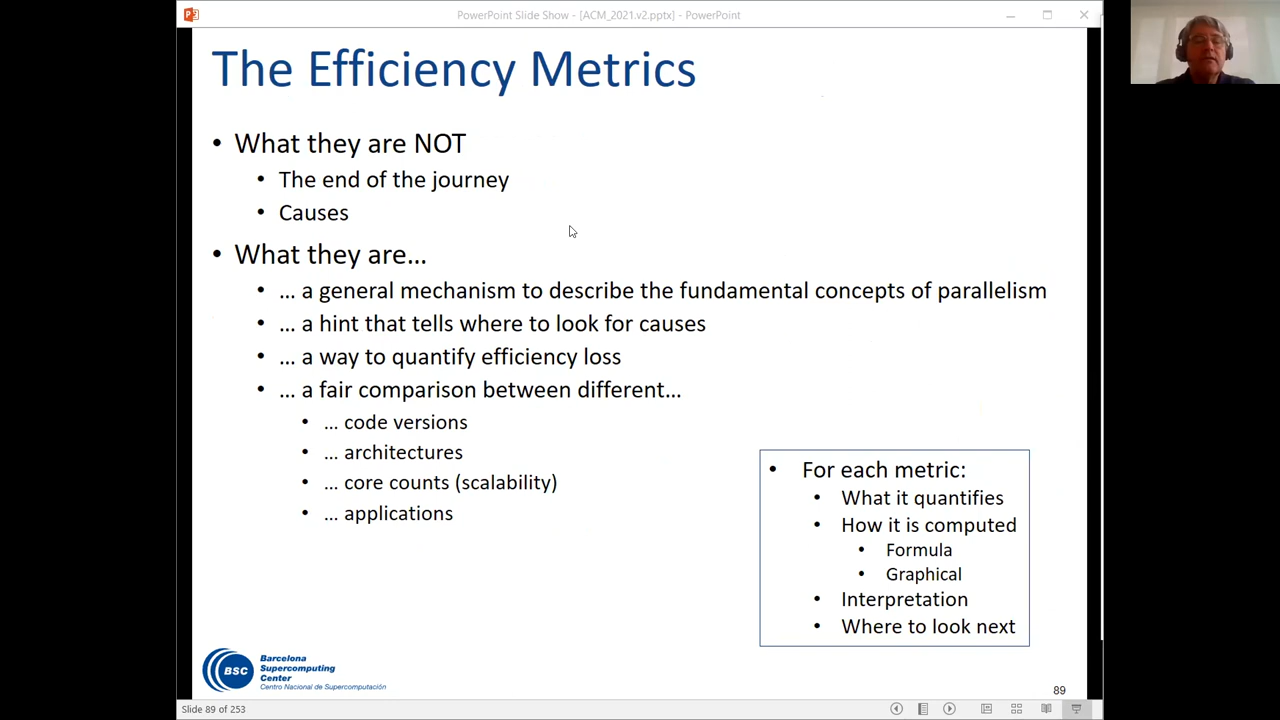 PowerPoint Slide Show - [ACM_2021.v2.pptx] - PowerPoint
The Efficiency Metrics
• What they are NOT
• The end of the journey
• Causes
• What they are…
• … a general mechanism to describe the fundamental concepts of parallelism
• … a hint that tells where to look for causes
• … a way to quantify efficiency loss
• … a fair comparison between different…
• … code versions
• … architectures
• … core counts (scalability)
• … applications
• For each metric:
• What it quantifies
• How it is computed
• Formula
• Graphical
• Interpretation
• Where to look next
BSC
Barcelona
Supercomputing
Center
Centro Nacional de Supercomputación
89
Slide 89 of 253